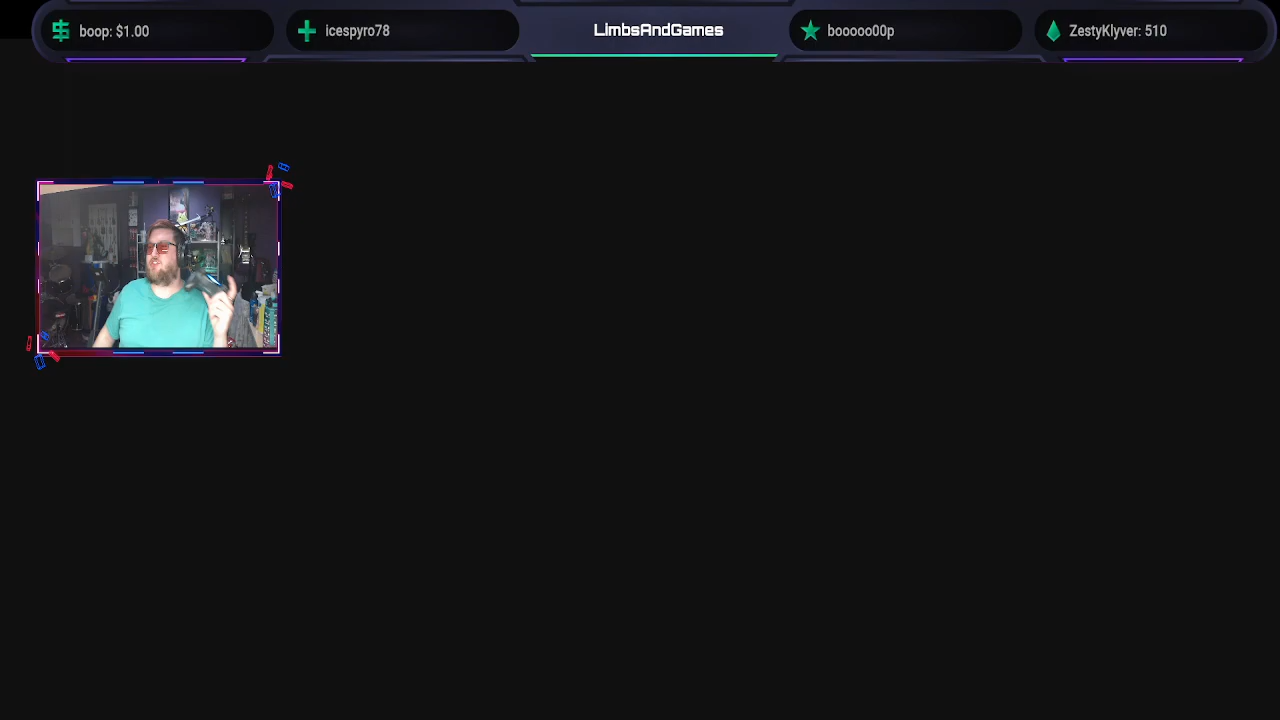 boop: $1.00
icespyro78
LimbsAndGames
booooo00p
ZestyKlyver: 510